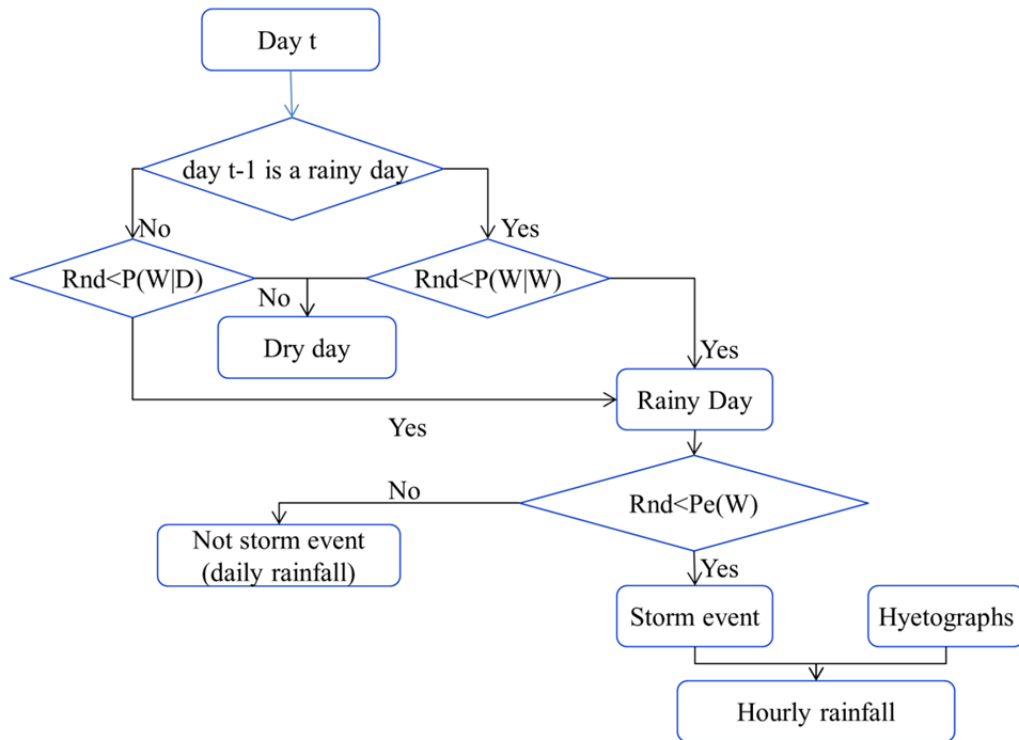 Day t
day t-1 is a rainy day
No
Yes
Rnd<P(W|D)
Rnd<P(W|W)
No
Dry day
Yes
Rainy Day
Yes
No
Rnd<Pe(W)
Not storm event
(daily rainfall)
Yes
Storm event
Hyetographs
Hourly rainfall